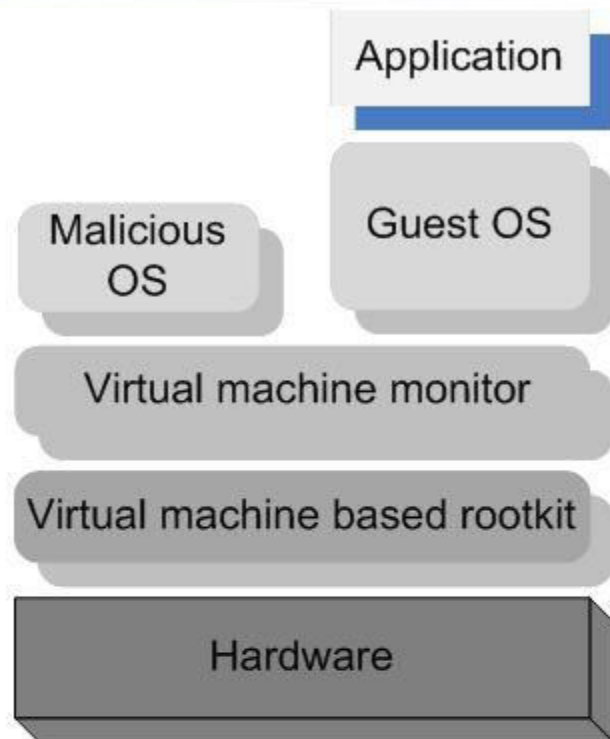 Application
Guest OS
Malicious
OS
Virtual machine monitor
Virtual machine based rootkit
Hardware